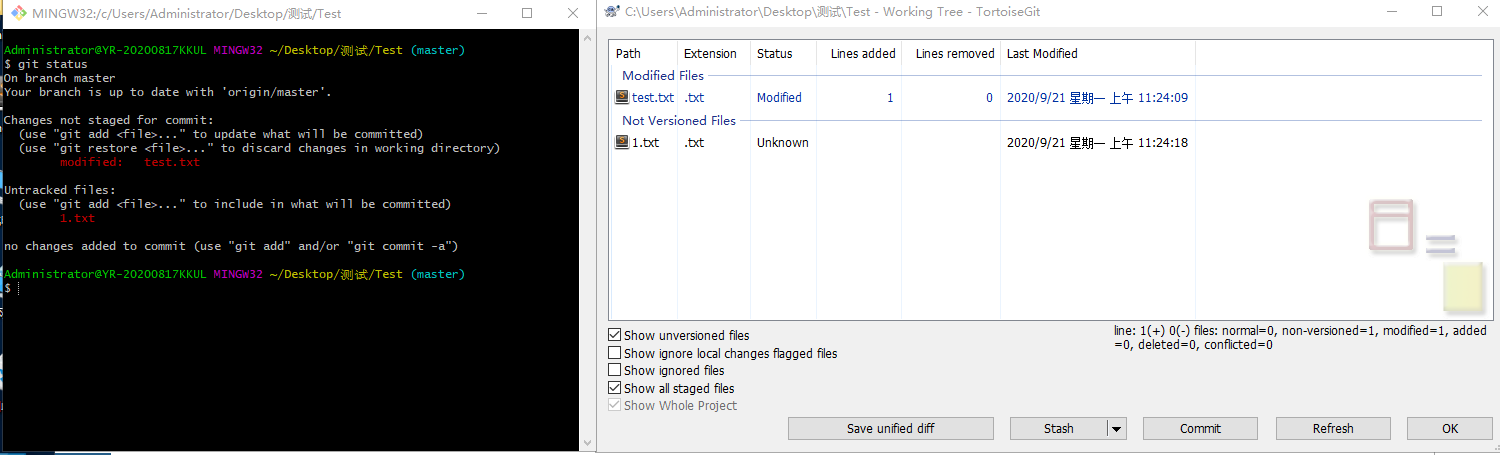 MINGW32:/c/Users/Administrator/Desktop/测试/Test
Administrator@YR-20200817KKUL MINGW32 ~/Desktop/测试/Test (master)
$ git status
On branch master
Your branch is up to date with 'origin/master'.
Changes not staged for commit:
(use "git add <file>..." to update what will be committed)
(use "git restore <file>..." to discard changes in working directory)
modified: test.txt
Untracked files:
(use "git add <file>..." to include in what will be committed)
1.txt
no changes added to commit (use "git add" and/or "git commit -a")
Administrator@YR-20200817KKUL MINGW32 ~/Desktop/测试/Test (master)
$
C:\Users\Administrator\Desktop\测试\Test - Working Tree - TortoiseGit
Path Extension Status Lines added Lines removed Last Modified
Modified Files
test.txt .txt Modified 1 0 2020/9/21 星期一 上午 11:24:09
Not Versioned Files
1.txt .txt Unknown 2020/9/21 星期一 上午 11:24:18
Show unversioned files
Show ignore local changes flagged files
Show ignored files
Show all staged files
Show Whole Project
line: 1(+) 0(-) files: normal=0, non-versioned=1, modified=1, added
=0, deleted=0, conflicted=0
Save unified diff Stash Commit Refresh OK